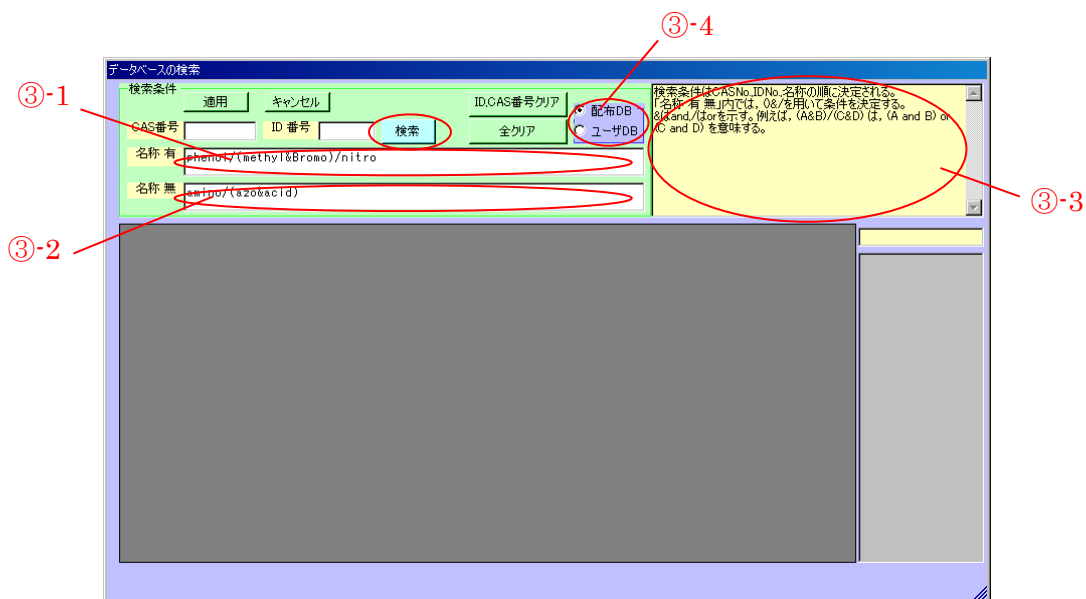 ③-4
データベースの検索
③-1
検索条件
適用
キャンセル
ID,CAS番号クリア
配布DB
CAS番号
ID 番号
検索
全クリア
ユーザDB
名称 有
phenol/(methyl&Bromo)/nitro
名称 無
amino/(azo&acid)
検索条件はCASNo.,IDNo.,名称の順に決定される。
「名称 有 無」内では, ()&/を用いて条件を決定する。
&はand,/はorを示す。例えば, (A&B)/(C&D) は, (A and B) or
(C and D) を意味する。
③-3
③-2